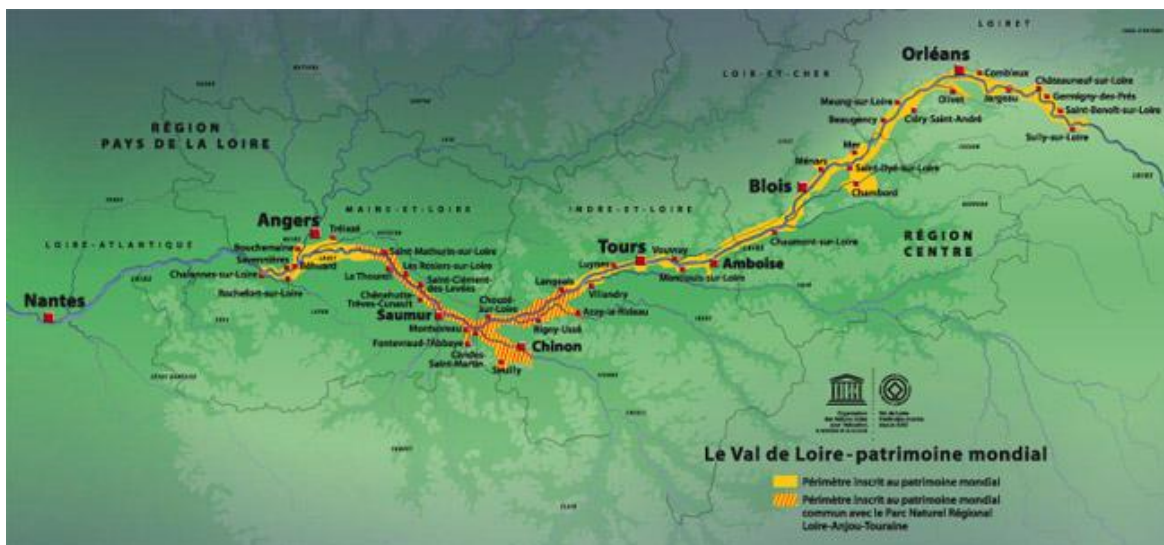 LOIRET
Orléans
LOIR-ET-CHER
Combleux
Châteauneuf-sur-Loire
Germigny-des-Prés
Olivet
Jargeau
Saint-Benoît-sur-Loire
Meung-sur-Loire
Beaugency
Cléry-Saint-André
Sully-sur-Loire
RÉGION
PAYS DE LA LOIRE
Mer
Ménars
Saint-Dyé-sur-Loire
Blois
Chambord
Angers
MAINE-ET-LOIRE
INDRE-ET-LOIRE
Trélazé
RÉGION
CENTRE
Chaumont-sur-Loire
LOIRE-ATLANTIQUE
Bouchemaine
Savennières
Béhuard
Saint-Mathurin-sur-Loire
Tours
Vouvray
Amboise
Luynes
Montlouis-sur-Loire
Chalonnes-sur-Loire
Rochefort-sur-Loire
La Thoureil
Les Rosiers-sur-Loire
Saint-Clément
des-Levées
Langeais
Villandry
Chênehutte-
Trèves-Cunault
Chouzé
sur-Loire
Azay-le-Rideau
Nantes
Saumur
Montsoreau
Rigny-Ussé
Fontevraud-l'Abbaye
Chinon
Candes-
Saint-Martin
Seuilly
Le Val de Loire - patrimoine mondial
Périmètre inscrit au patrimoine mondial
Périmètre inscrit au patrimoine mondial
commun avec le Parc Naturel Régional
Loire-Anjou-Touraine